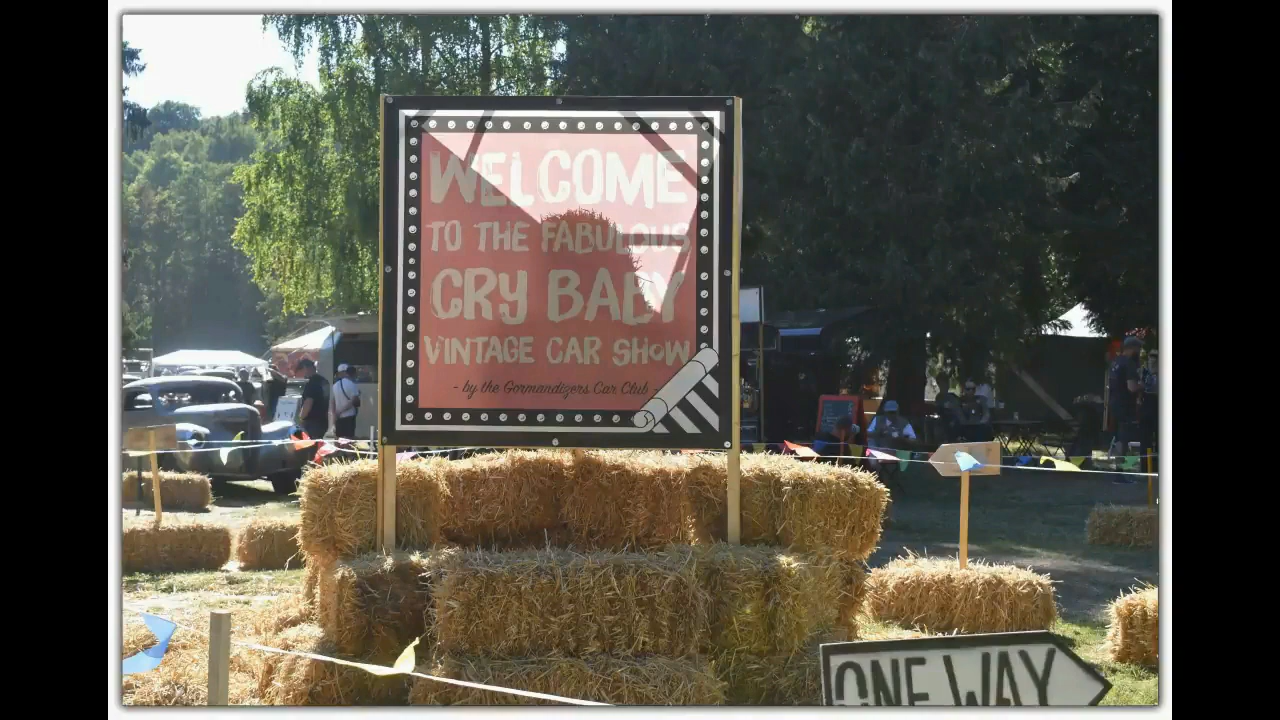 WELCOME
TO THE FABULOUS
CRY BABY
VINTAGE CAR SHOW
- by the Gormandizers Car Club -
ONE WAY